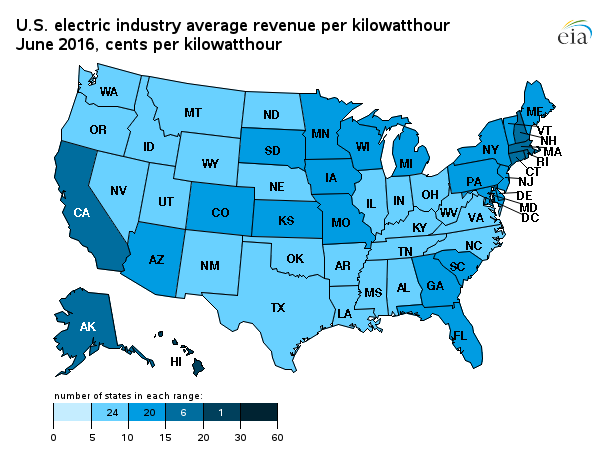 U.S. electric industry average revenue per kilowatthour
June 2016, cents per kilowatthour
eia
WA
MT
ND
MN
ME
OR
ID
SD
WI
MI
NY
VT
NH
MA
RI
CT
WY
IA
PA
NJ
NV
NE
IL
IN
OH
DE
MD
DC
UT
CO
KS
MO
WV
VA
CA
KY
AZ
NM
OK
AR
TN
NC
SC
TX
LA
MS
AL
GA
FL
AK
HI
number of states in each range:
24 20 6 1
0 5 10 15 20 30 60